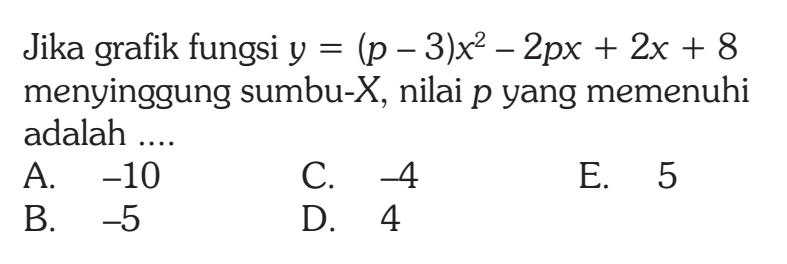 Jika grafik fungsi y = (p – 3)x² – 2px + 2x + 8
menyinggung sumbu-X, nilai p yang memenuhi
adalah ....
A. –10 C. –4 E. 5
B. –5 D. 4